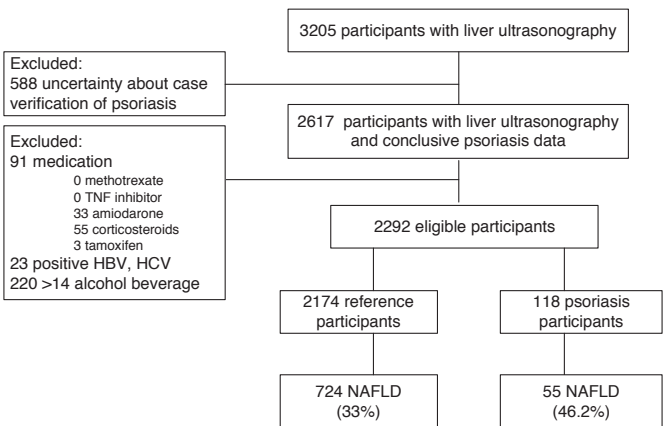 3205 participants with liver ultrasonography
Excluded:
588 uncertainty about case
verification of psoriasis
2617 participants with liver ultrasonography
and conclusive psoriasis data
Excluded:
91 medication
0 methotrexate
0 TNF inhibitor
33 amiodarone
55 corticosteroids
3 tamoxifen
23 positive HBV, HCV
220 >14 alcohol beverage
2292 eligible participants
2174 reference
participants
118 psoriasis
participants
724 NAFLD
(33%)
55 NAFLD
(46.2%)